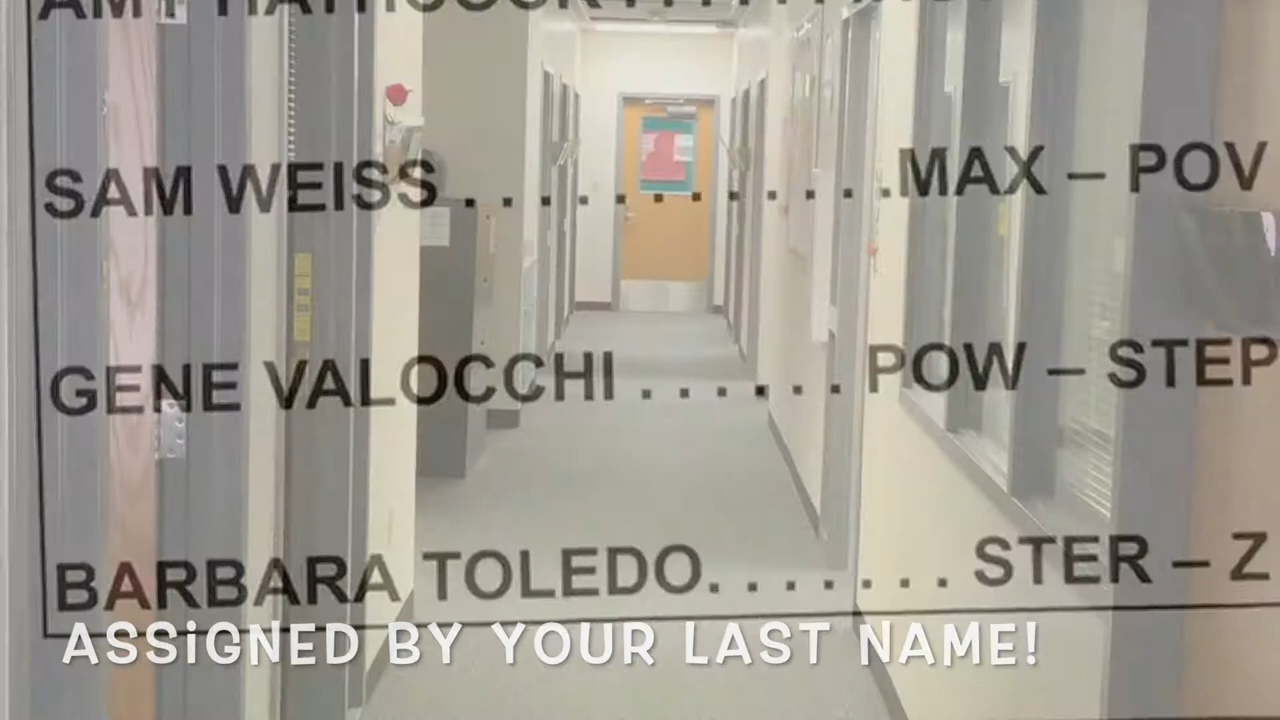 SAM WEISS . . . . . . . . . . . .MAX – POV
GENE VALOCCHI . . . . . . POW – STEP
BARBARA TOLEDO. . . . . . . STER – Z
ASSIGNED BY YOUR LAST NAME!